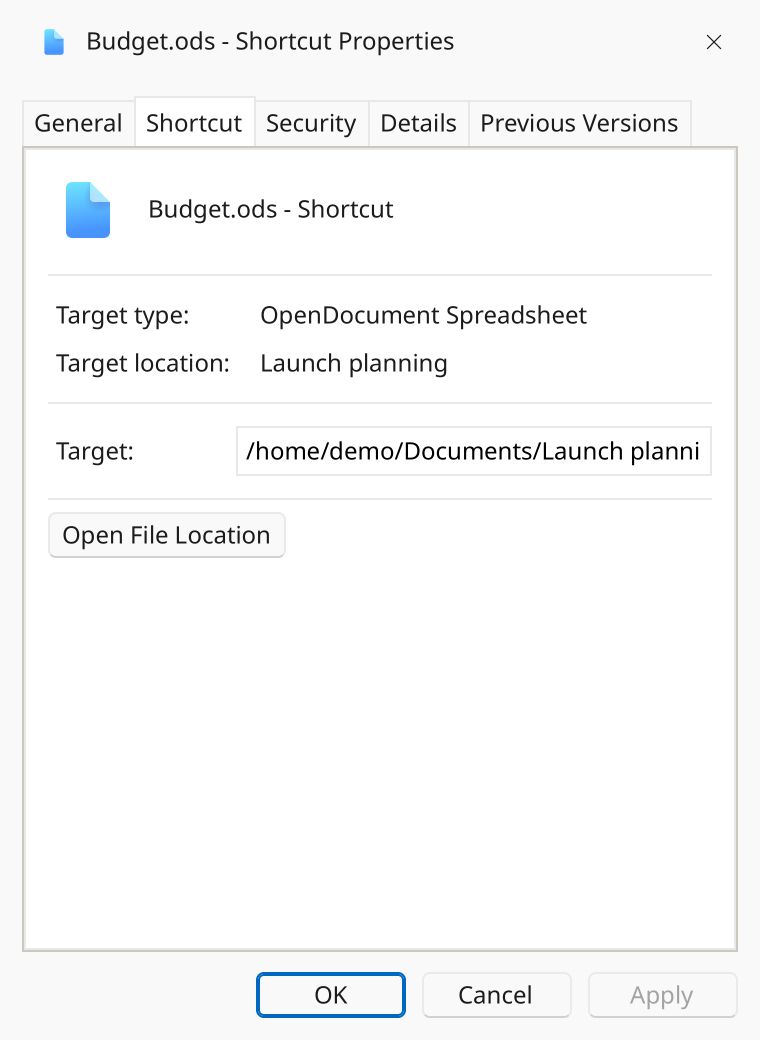 Budget.ods - Shortcut Properties
General Shortcut Security Details Previous Versions
Budget.ods - Shortcut
Target type: OpenDocument Spreadsheet
Target location: Launch planning
Target: /home/demo/Documents/Launch planni
Open File Location
OK Cancel Apply